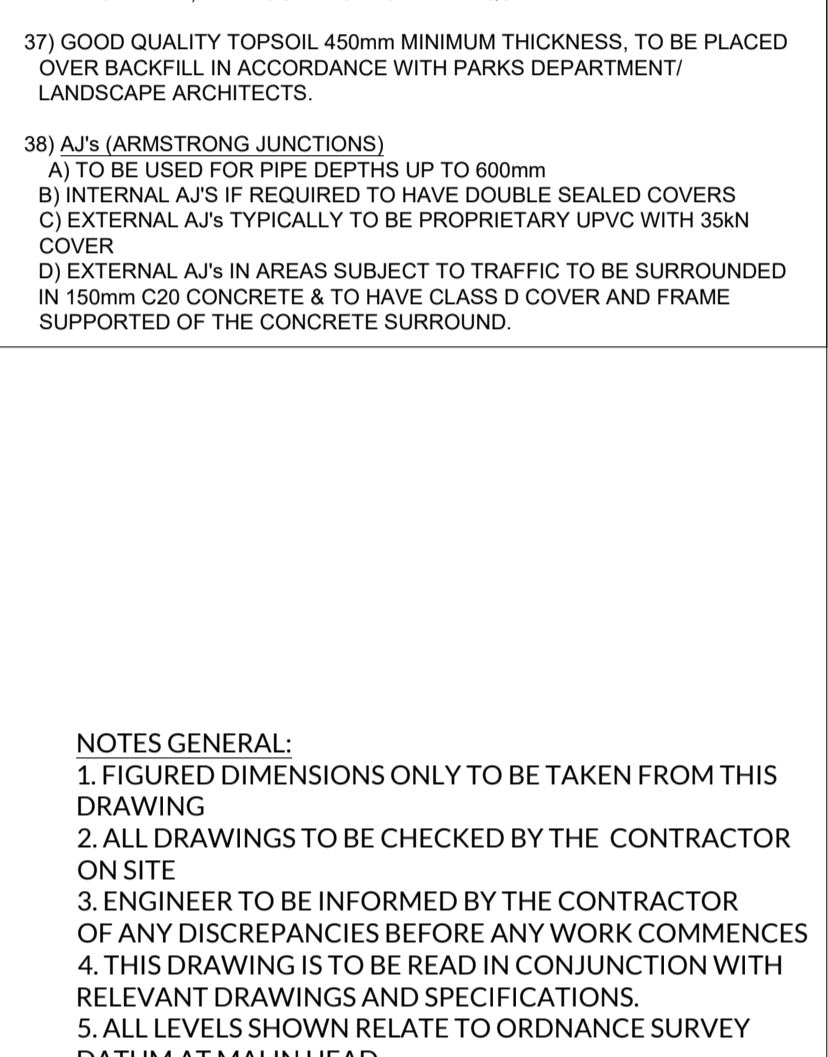 37) GOOD QUALITY TOPSOIL 450mm MINIMUM THICKNESS, TO BE PLACED
OVER BACKFILL IN ACCORDANCE WITH PARKS DEPARTMENT/
LANDSCAPE ARCHITECTS.
38) AJ's (ARMSTRONG JUNCTIONS)
A) TO BE USED FOR PIPE DEPTHS UP TO 600mm
B) INTERNAL AJ'S IF REQUIRED TO HAVE DOUBLE SEALED COVERS
C) EXTERNAL AJ's TYPICALLY TO BE PROPRIETARY UPVC WITH 35kN
COVER
D) EXTERNAL AJ's IN AREAS SUBJECT TO TRAFFIC TO BE SURROUNDED
IN 150mm C20 CONCRETE & TO HAVE CLASS D COVER AND FRAME
SUPPORTED OF THE CONCRETE SURROUND.
NOTES GENERAL:
1. FIGURED DIMENSIONS ONLY TO BE TAKEN FROM THIS
DRAWING
2. ALL DRAWINGS TO BE CHECKED BY THE CONTRACTOR
ON SITE
3. ENGINEER TO BE INFORMED BY THE CONTRACTOR
OF ANY DISCREPANCIES BEFORE ANY WORK COMMENCES
4. THIS DRAWING IS TO BE READ IN CONJUNCTION WITH
RELEVANT DRAWINGS AND SPECIFICATIONS.
5. ALL LEVELS SHOWN RELATE TO ORDNANCE SURVEY
DATUM AT MALIN HEAD